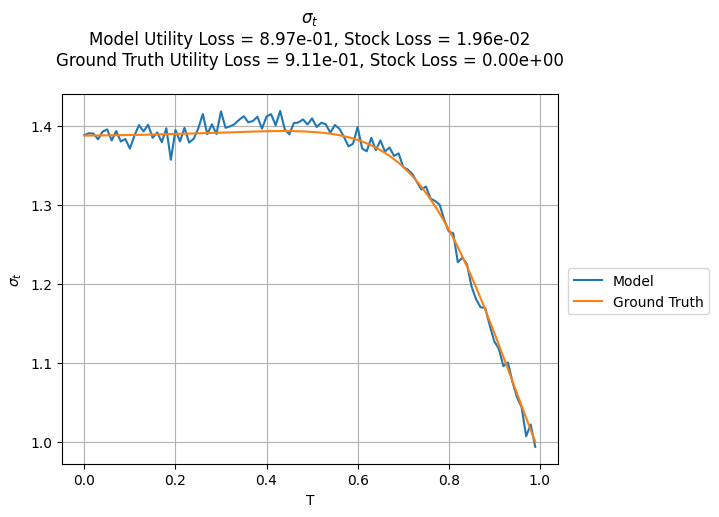 σt
Model Utility Loss = 8.97e-01, Stock Loss = 1.96e-02
Ground Truth Utility Loss = 9.11e-01, Stock Loss = 0.00e+00
1.4
1.3
1.2
1.1
1.0
σt
0.0 0.2 0.4 0.6 0.8 1.0
T
Model
Ground Truth